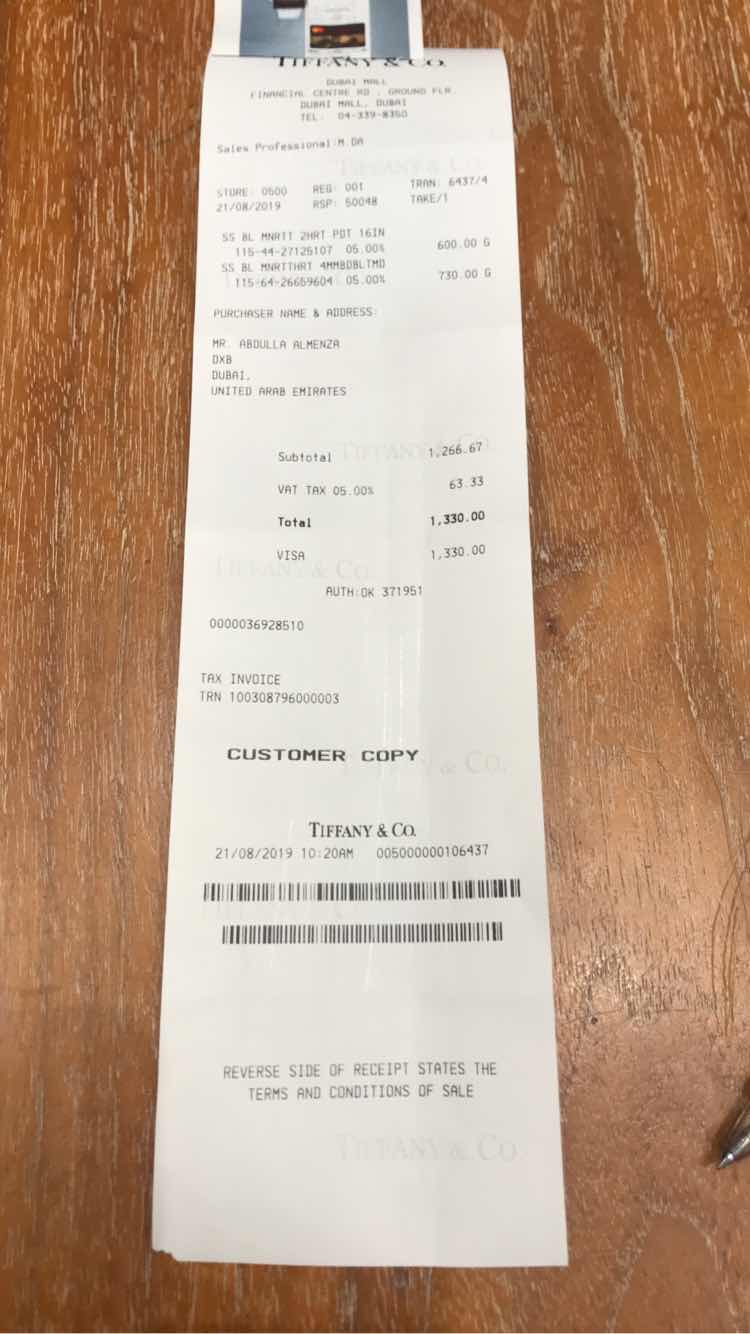 TIFFANY & CO.
DUBAI MALL
FINANCIAL CENTRE RD , GROUND FLR
DUBAI MALL, DUBAI
TEL: 04-339-8350
Sales Professional:M.DA
STORE: 0500 REG: 001 TRAN: 6437/4
21/08/2019 RSP: 50048 TAKE/1
SS BL MNRTT 2HRT PDT 16IN
115-44-27125107 05.00% 600.00 G
SS BL MNRTTHRT 4MMBDBLTMD
115-64-26659604 05.00% 730.00 G
PURCHASER NAME & ADDRESS:
MR. ABDULLA ALMENZA
DXB
DUBAI,
UNITED ARAB EMIRATES
Subtotal 1,266.67
VAT TAX 05.00% 63.33
Total 1,330.00
VISA 1,330.00
AUTH:OK 371951
0000036928510
TAX INVOICE
TRN 100308796000003
CUSTOMER COPY
TIFFANY & CO.
21/08/2019 10:20AM 005000000106437
REVERSE SIDE OF RECEIPT STATES THE
TERMS AND CONDITIONS OF SALE
TIFFANY & CO